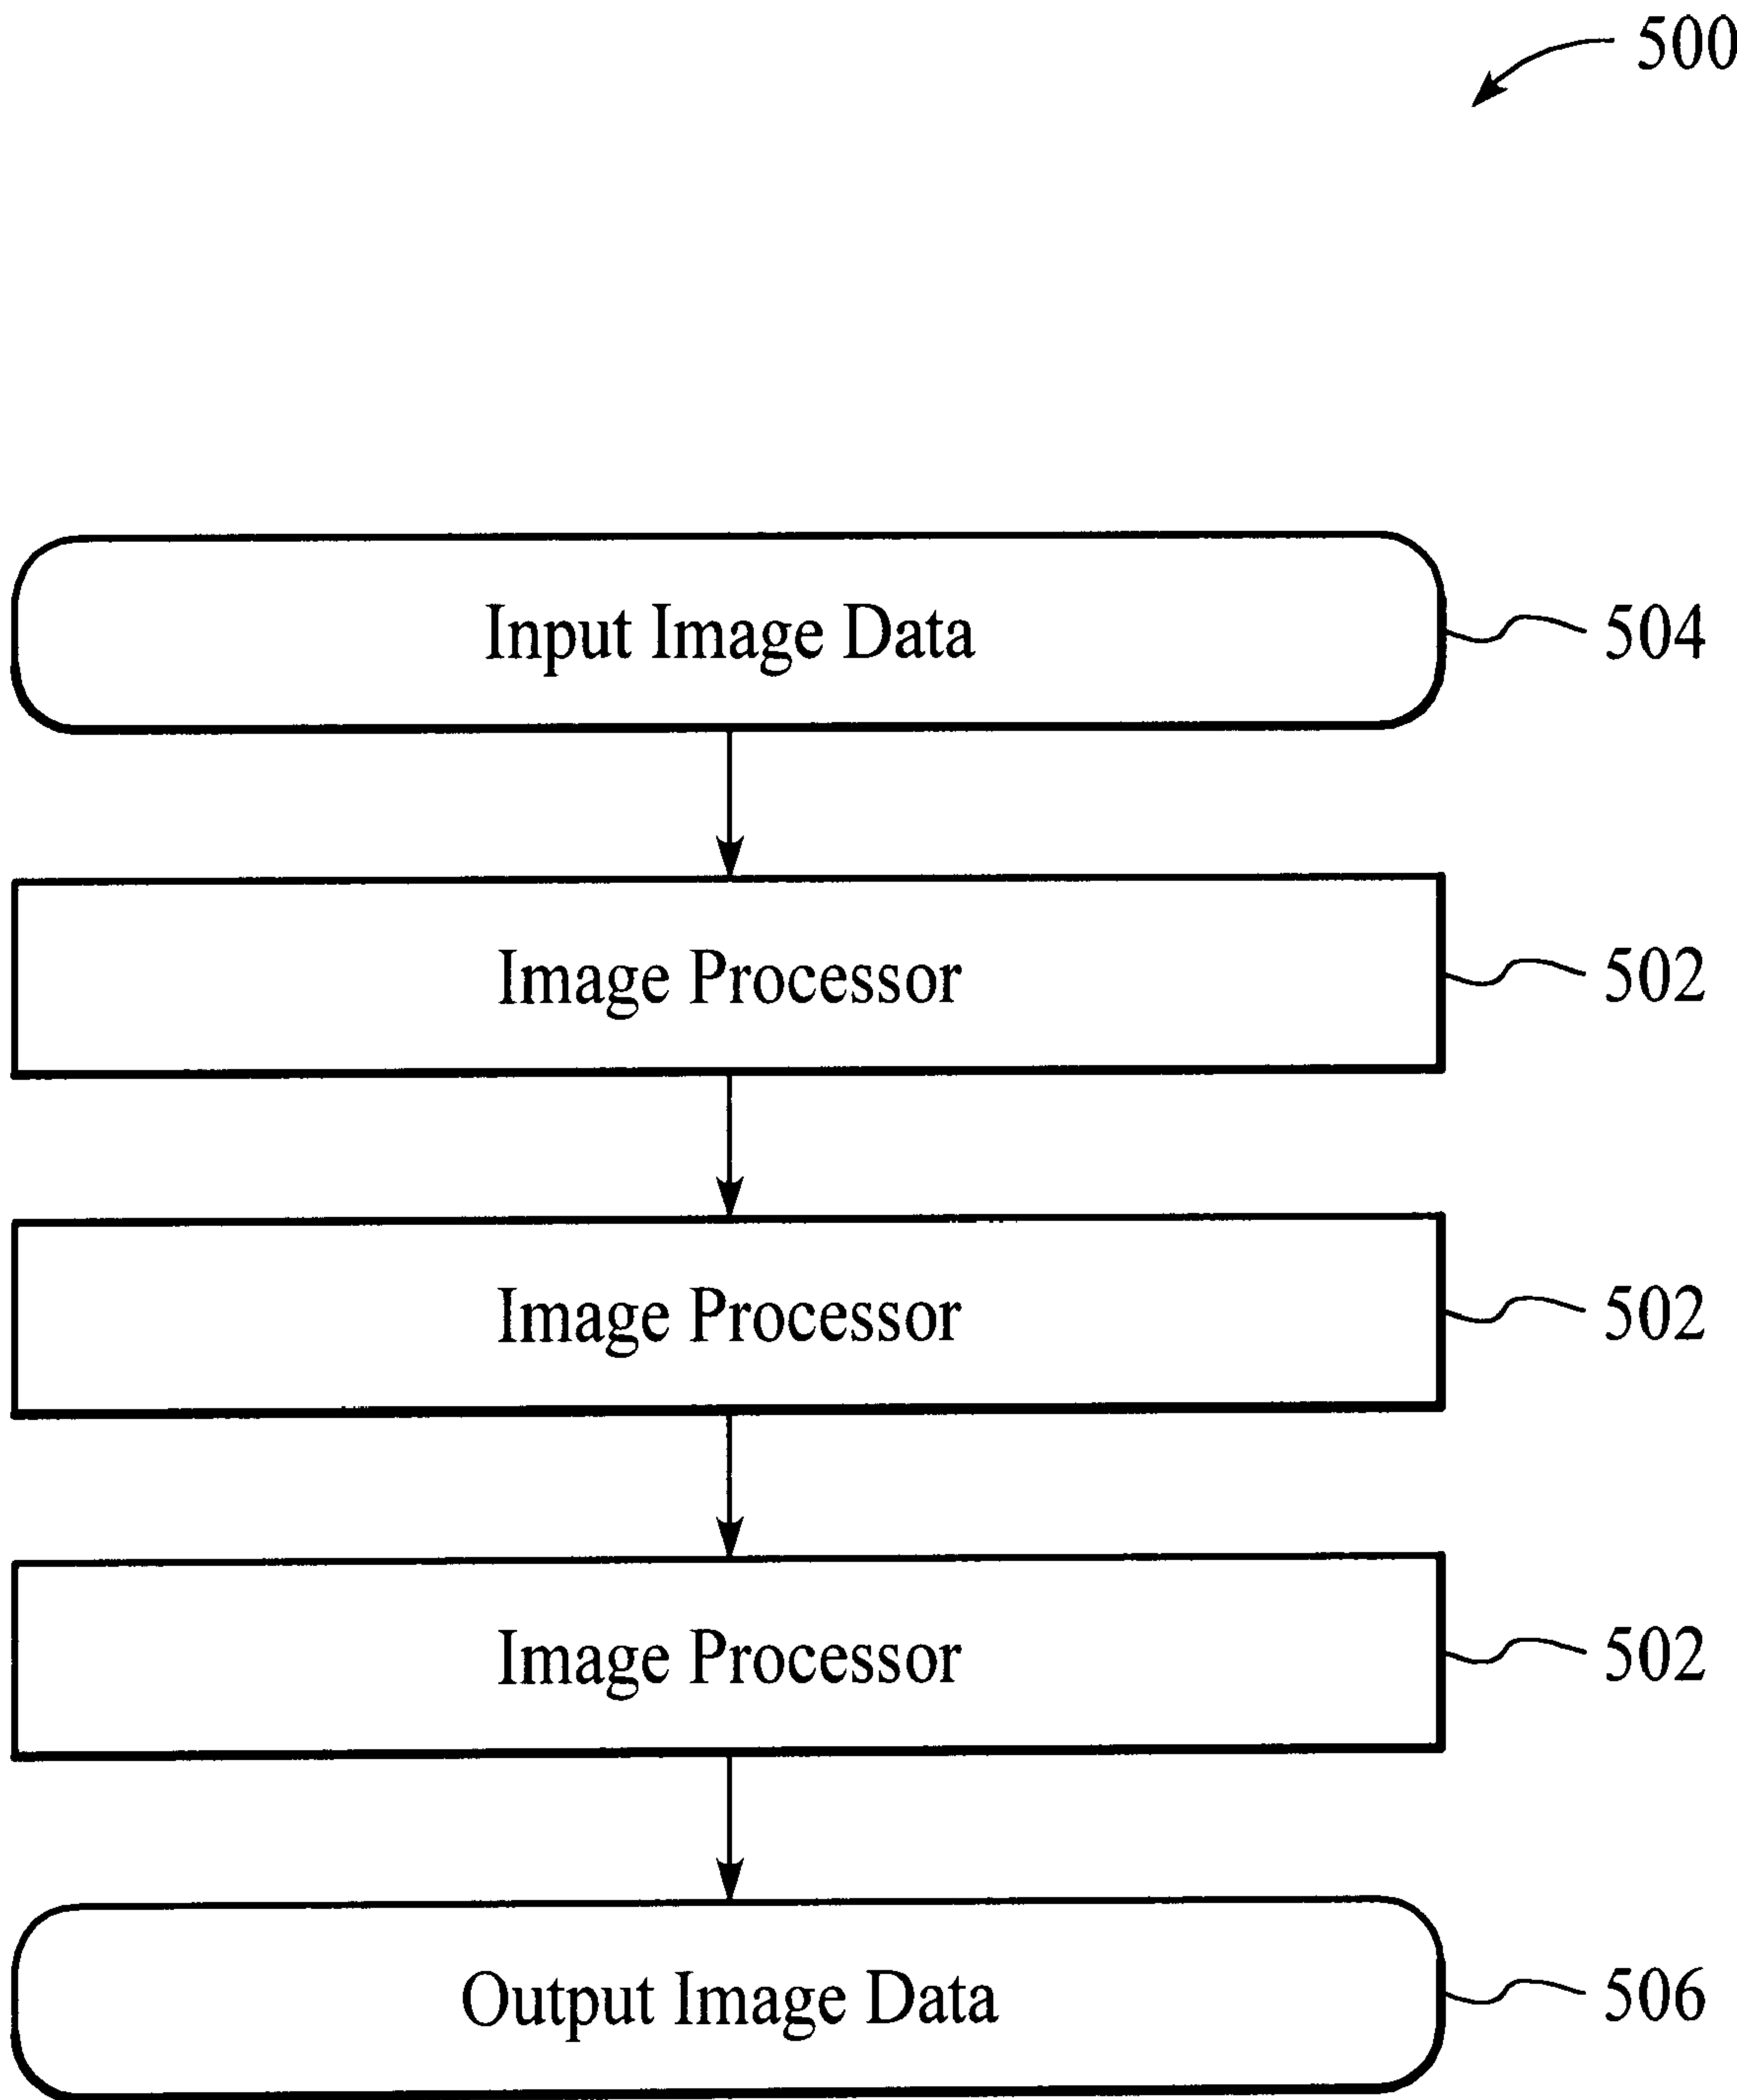 500
Input Image Data 504
Image Processor 502
Image Processor 502
Image Processor 502
Output Image Data 506